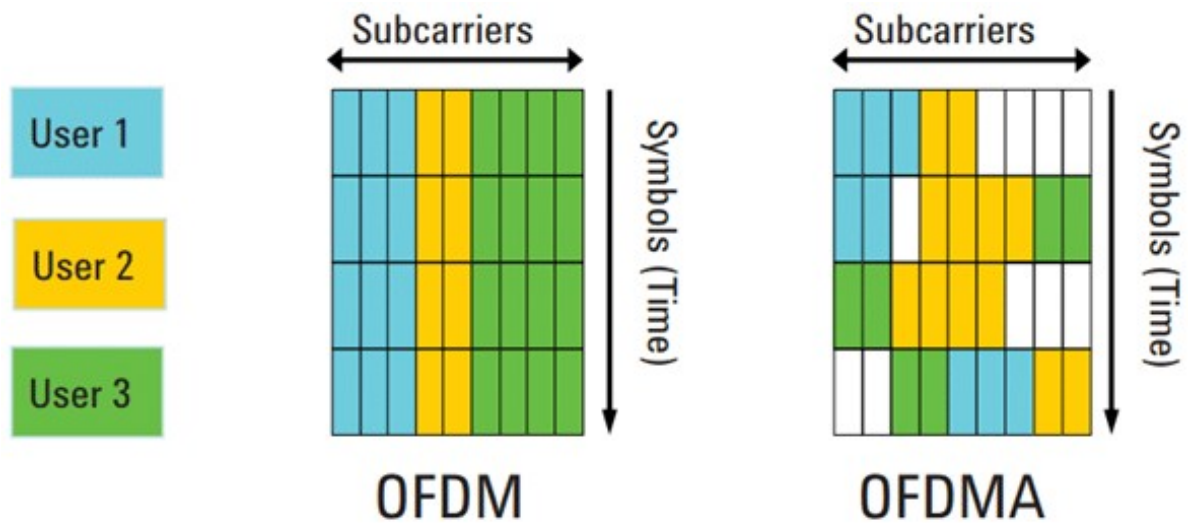 Subcarriers
Subcarriers
User 1
User 2
User 3
Symbols (Time)
Symbols (Time)
OFDM
OFDMA